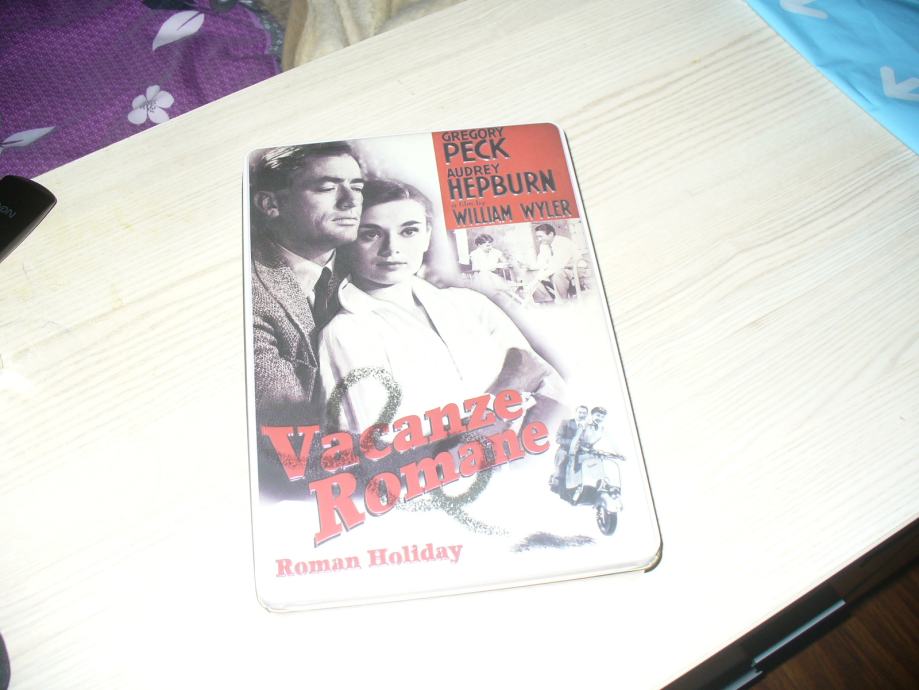 GREGORY
PECK
AUDREY
HEPBURN
a film by
WILLIAM WYLER
Vacanze
Romane
Roman Holiday